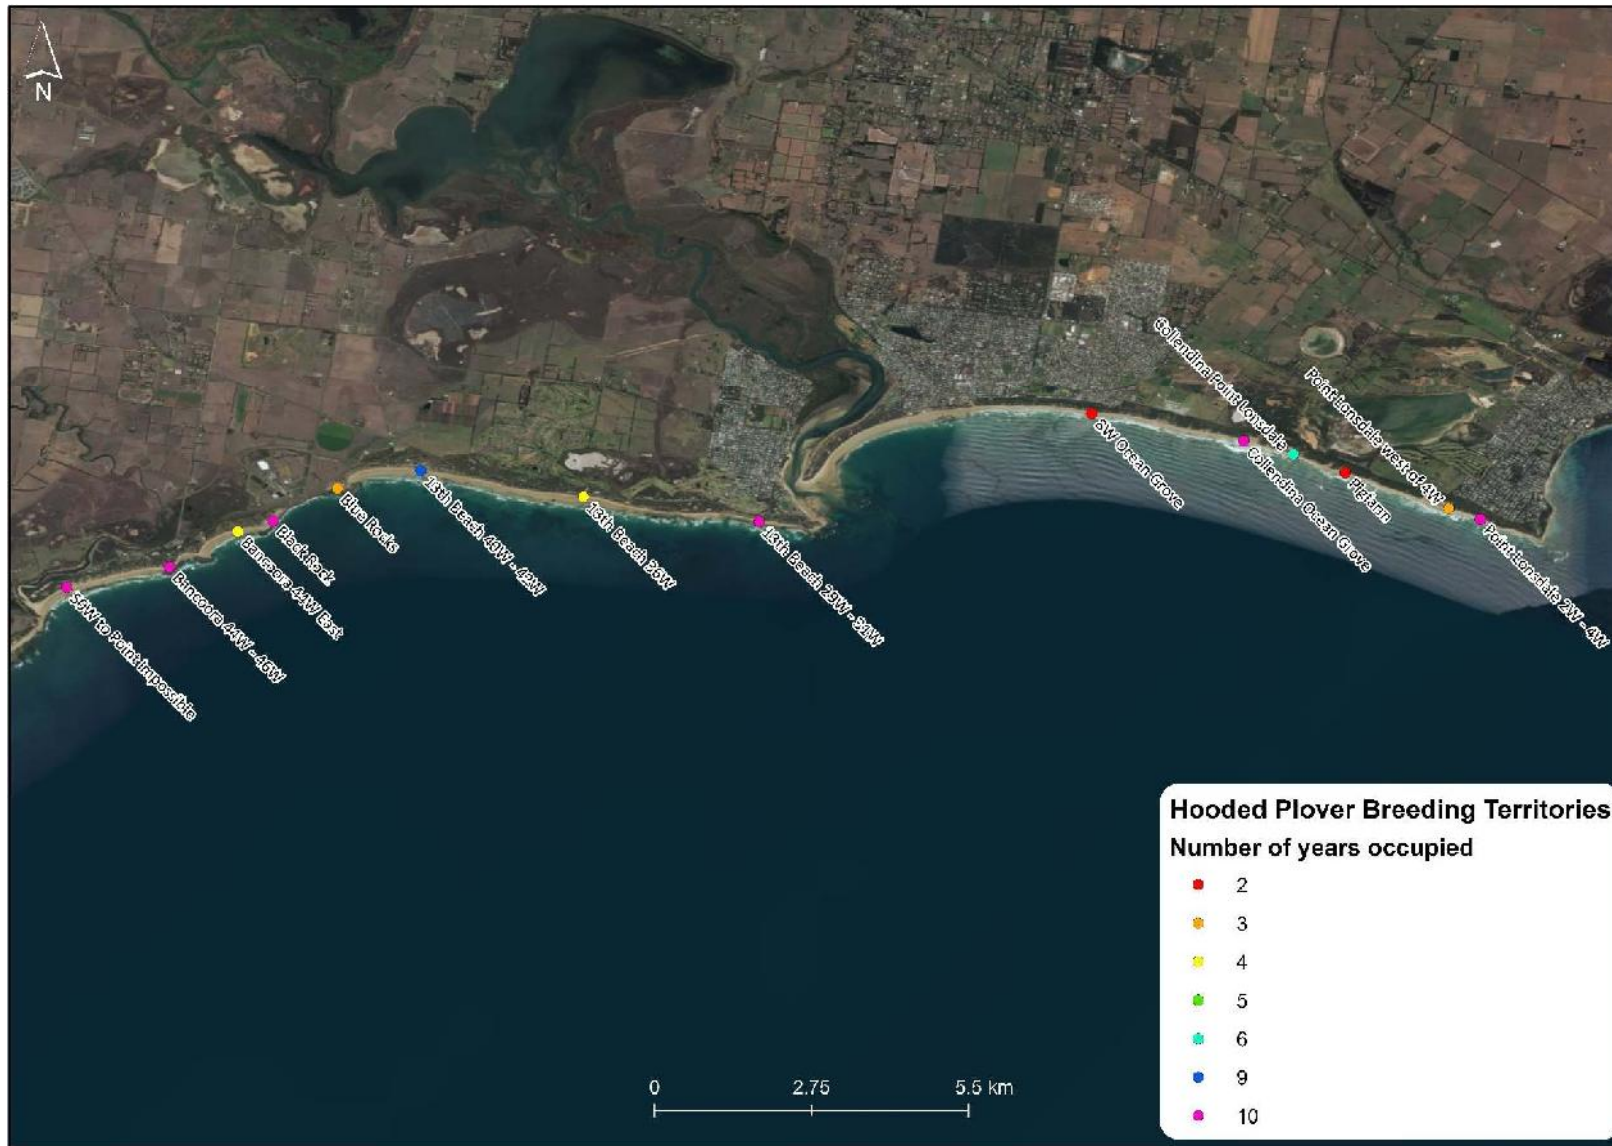 N
Collendina Point Lonsdale
Point Lonsdale west of 4W
6W Ocean Grove
Collendina Ocean Grove
Pigfarm
Point Lonsdale 2W - 4W
13th Beach 40W - 42W
13th Beach 36W
13th Beach 29W - 31W
Blue Rocks
Black Rock
Bancoora 44W East
Bancoora 44W - 46W
55W to Point Impossible
Hooded Plover Breeding Territories
Number of years occupied
2
3
4
5
6
9
10
0 2.75 5.5 km